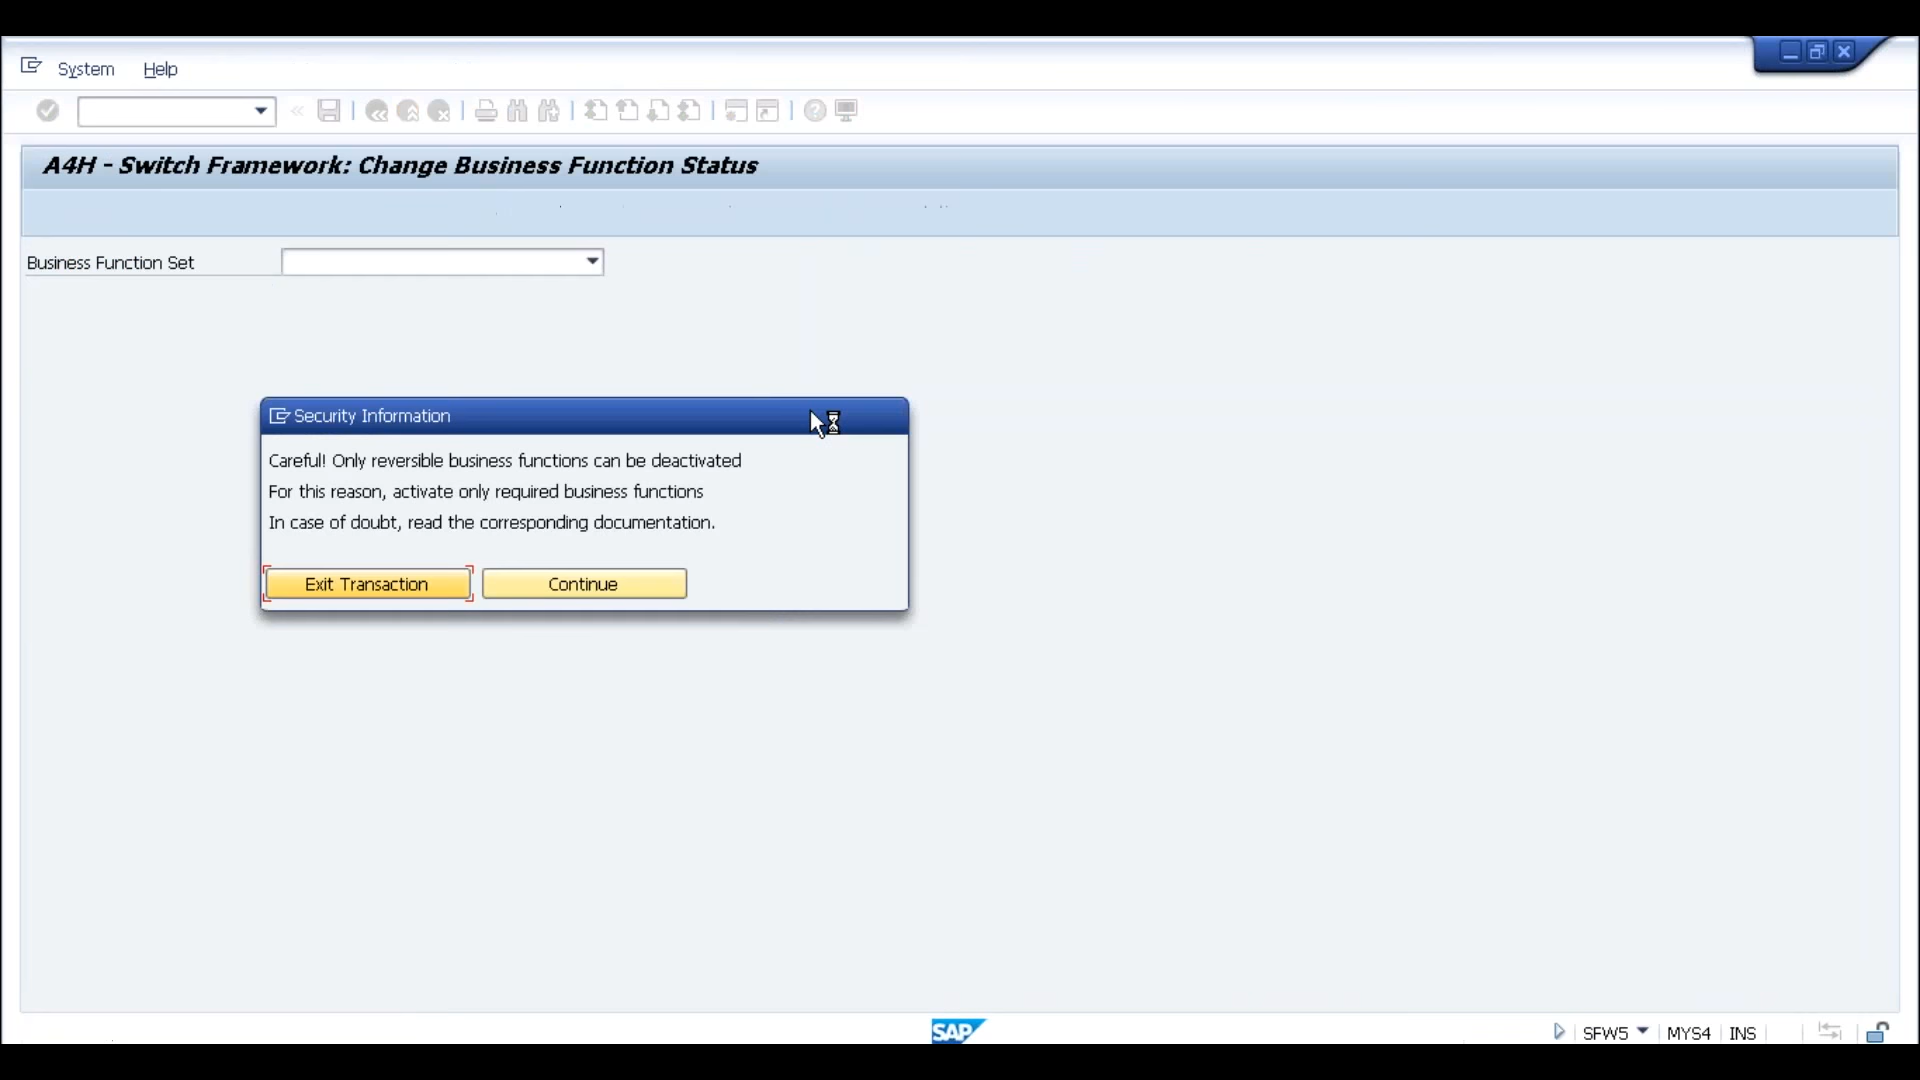 System Help
A4H - Switch Framework: Change Business Function Status
Business Function Set
Security Information
Careful! Only reversible business functions can be deactivated
For this reason, activate only required business functions
In case of doubt, read the corresponding documentation.
Exit Transaction Continue
SAP SFW5 MYS4 INS